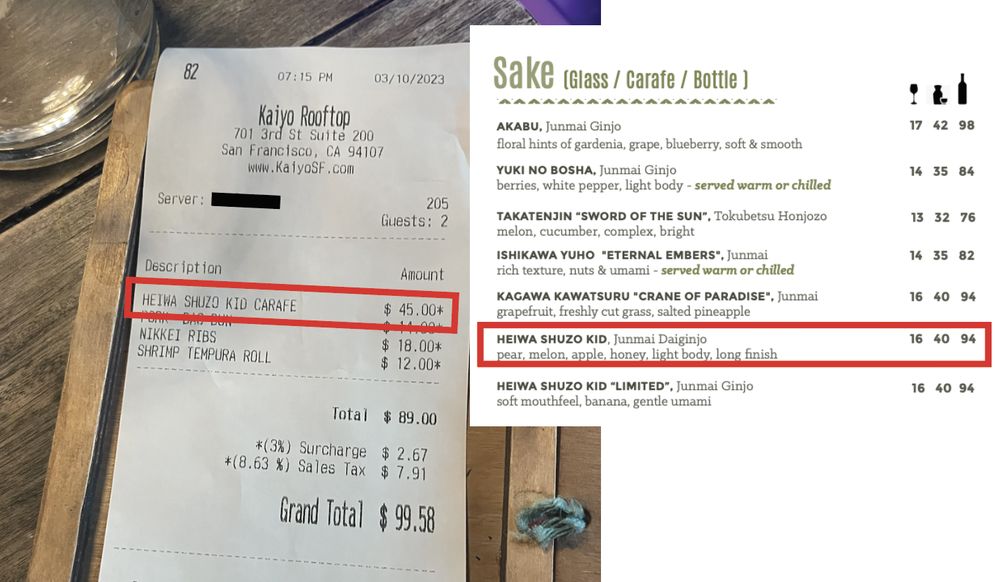 82 07:15 PM 03/10/2023
Kaiyo Rooftop
701 3rd St Suite 200
San Francisco, CA 94107
www.KaiyoSF.com
Server: 205
Guests: 2
Description Amount
HEIWA SHUZO KID CARAFE $ 45.00*
PORK BAO BUN $ 14.00*
NIKKEI RIBS $ 18.00*
SHRIMP TEMPURA ROLL $ 12.00*
Total $ 89.00
*(3%) Surcharge $ 2.67
*(8.63 %) Sales Tax $ 7.91
Grand Total $ 99.58
Sake (Glass / Carafe / Bottle )
AKABU, Junmai Ginjo 17 42 98
floral hints of gardenia, grape, blueberry, soft & smooth
YUKI NO BOSHA, Junmai Ginjo 14 35 84
berries, white pepper, light body - served warm or chilled
TAKATENJIN “SWORD OF THE SUN”, Tokubetsu Honjozo 13 32 76
melon, cucumber, complex, bright
ISHIKAWA YUHO "ETERNAL EMBERS", Junmai 14 35 82
rich texture, nuts & umami - served warm or chilled
KAGAWA KAWATSURU "CRANE OF PARADISE", Junmai 16 40 94
grapefruit, freshly cut grass, salted pineapple
HEIWA SHUZO KID, Junmai Daiginjo 16 40 94
pear, melon, apple, honey, light body, long finish
HEIWA SHUZO KID “LIMITED”, Junmai Ginjo 16 40 94
soft mouthfeel, banana, gentle umami